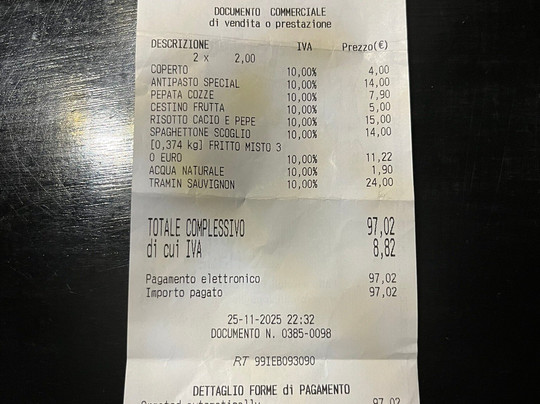 DOCUMENTO COMMERCIALE
di vendita o prestazione
DESCRIZIONE IVA Prezzo(€)
2 x 2,00
COPERTO 10,00% 4,00
ANTIPASTO SPECIAL 10,00% 14,00
PEPATA COZZE 10,00% 7,90
CESTINO FRUTTA 10,00% 5,00
RISOTTO CACIO E PEPE 10,00% 15,00
SPAGHETTONE SCOGLIO 10,00% 14,00
[0,374 kg] FRITTO MISTO 3
0 EURO 10,00% 11,22
ACQUA NATURALE 10,00% 1,90
TRAMIN SAUVIGNON 10,00% 24,00
TOTALE COMPLESSIVO 97,02
di cui IVA 8,82
Pagamento elettronico 97,02
Importo pagato 97,02
25-11-2025 22:32
DOCUMENTO N. 0385-0098
RT 99IEB093090
DETTAGLIO FORME di PAGAMENTO
97,02